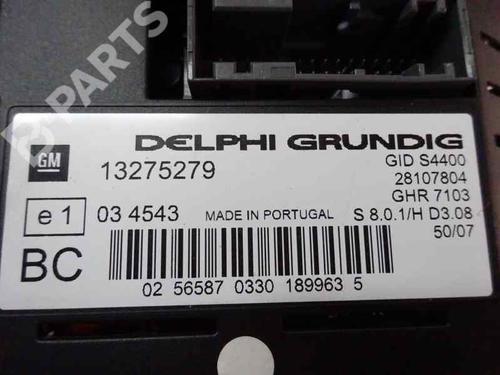 B-PARTS
DELPHI GRUNDIG
GM
13275279
GID S4400
28107804
GHR 7103
e 1
03 4543
MADE IN PORTUGAL
S 8.0.1/H D3.08
50/07
BC
02 56587 0330 189963 5